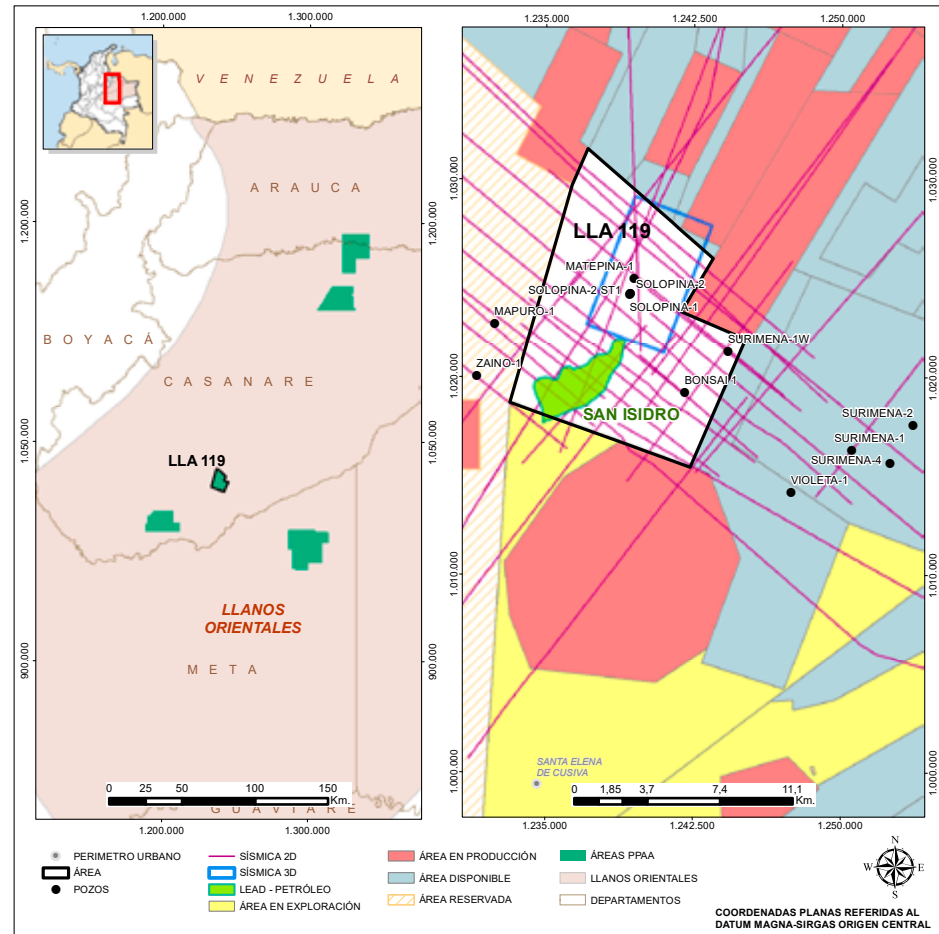 1.200.000
1.300.000
VENEZUELA
ARAUCA
1.200.000
1.200.000
BOYACÁ
CASANARE
1.050.000
1.050.000
LLA 119
LLANOS
ORIENTALES
META
900.000
900.000
0 25 50 100 150
Km.
GUAVIARE
1.200.000
1.300.000
1.235.000
1.242.500
1.250.000
1.030.000
1.030.000
LLA 119
MATEPIÑA-1
SOLOPINA-2
SOLOPINA-2 ST1
SOLOPINA-1
MAPURO-1
SURIMENA-1W
ZAINO-1
BONSAI 1
1.020.000
1.020.000
SAN ISIDRO
SURIMENA-2
SURIMENA-1
SURIMENA-4
VIOLETA-1
1.010.000
1.010.000
SANTA ELENA
DE CUSIVA
1.000.000
1.000.000
0 1,85 3,7 7,4 11,1
Km.
1.235.000
1.242.500
1.250.000
PERIMETRO URBANO
ÁREA
POZOS
SÍSMICA 2D
SÍSMICA 3D
LEAD - PETRÓLEO
ÁREA EN EXPLORACIÓN
ÁREA EN PRODUCCIÓN
ÁREA DISPONIBLE
ÁREA RESERVADA
ÁREAS PPAA
LLANOS ORIENTALES
DEPARTAMENTOS
N
W E
S
COORDENADAS PLANAS REFERIDAS AL
DATUM MAGNA-SIRGAS ORIGEN CENTRAL